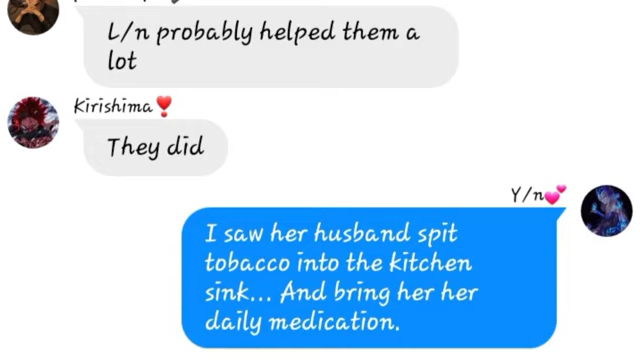 L/n probably helped them a
lot
Kirishima❣️
They did
Y/n💕
I saw her husband spit
tobacco into the kitchen
sink... And bring her her
daily medication.